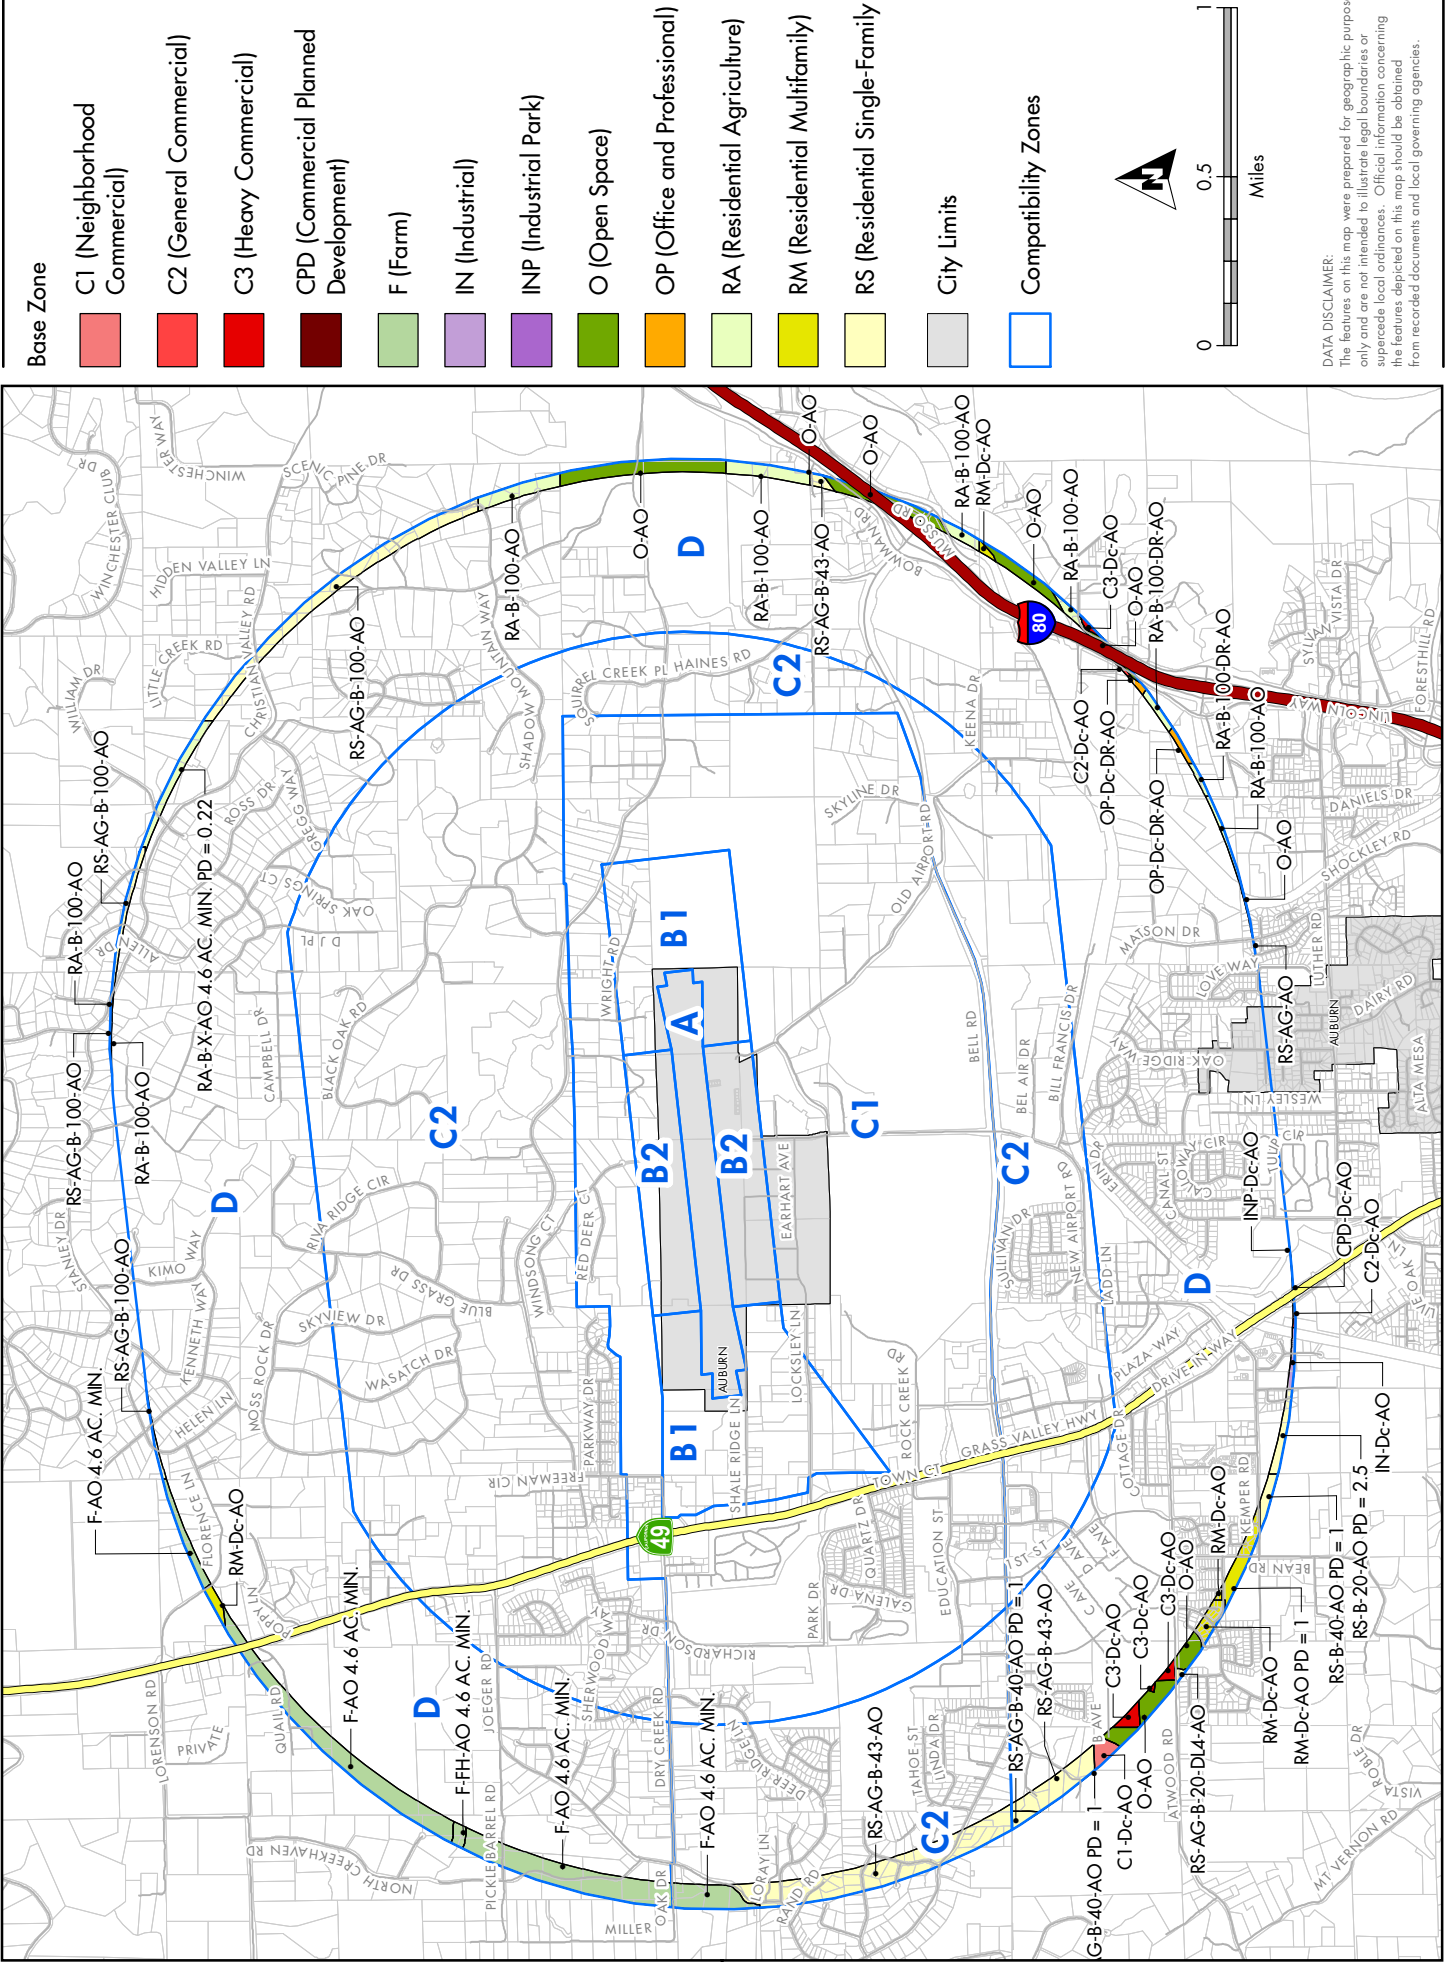 Base Zone
C1 (Neighborhood
Commercial)
C2 (General Commercial)
C3 (Heavy Commercial)
CPD (Commercial Planned
Development)
F (Farm)
IN (Industrial)
INP (Industrial Park)
O (Open Space)
OP (Office and Professional)
RA (Residential Agriculture)
RM (Residential Multifamily)
RS (Residential Single-Family
City Limits
Compatibility Zones
N
0
0.5
1
Miles
DATA DISCLAIMER:
The features on this map were prepared for geographic purpos
only and are not intended to illustrate legal boundaries or
supercede local ordinances. Official information concerning
the features depicted on this map should be obtained
from recorded documents and local governing agencies.
F-AO 4.6 AC. MIN.
RS-AG-B-100-AO
RS-AG-B-100-AO
RA-B-100-AO
RA-B-100-AO
RS-AG-B-100-AO
RA-B-X-AO 4.6 AC. MIN. PD = 0.22
RS-AG-B-100-AO
RA-B-100-AO
O-AO
RA-B-100-AO
RS-AG-B-43-AO
O-AO
O-AO
RA-B-100-AO
RM-Dc-AO
O-AO
RA-B-100-AO
C3-Dc-AO
O-AO
RA-B-100-DR-AO
C2-Dc-AO
OP-Dc-DR-AO
OP-Dc-DR-AO
RA-B-100-DR-AO
RA-B-100-AO
O-AO
RS-AG-AO
INP-Dc-AO
CPD-Dc-AO
C2-Dc-AO
IN-Dc-AO
RS-B-20-AO PD = 2.5
RS-B-40-AO PD = 1
RM-Dc-AO PD = 1
RM-Dc-AO
RM-Dc-AO
O-AO
C3-Dc-AO
C3-Dc-AO
C3-Dc-AO
RS-AG-B-20-DL4-AO
O-AO
C1-Dc-AO
AG-B-40-AO PD = 1
RS-AG-B-43-AO
RS-AG-B-40-AO PD = 1
RS-AG-B-43-AO
F-AO 4.6 AC. MIN.
F-AO 4.6 AC. MIN.
F-FH-AO 4.6 AC. MIN.
F-AO 4.6 AC. MIN.
RM-Dc-AO
D
D
D
D
C2
C2
C2
C2
C1
B1
B1
B2
B2
A
49
80
AUBURN
AUBURN
WINCHESTER CLUB DR
WINCHESTER WAY
SCENIC PINE DR
HIDDEN VALLEY LN
LITTLE CREEK RD
WILLIAM DR
CHRISTIAN VALLEY RD
ROSS DR
GREGG WAY
OAK SPRINGS CT
D J PL
ALLEN DR
SHADOW MOUNTAIN WAY
SQUIRREL CREEK PL
HAINES RD
BOWMAN RD
MUSSO RD
KEENA DR
SKYLINE DR
OLD AIRPORT RD
WRIGHT RD
CAMPBELL DR
BLACK OAK RD
STANLEY DR
KIMO WAY
KENNETH WAY
HELEN LN
FLORENCE LN
NOSS ROCK DR
RIVA RIDGE CIR
SKYVIEW DR
BLUE GRASS DR
WASATCH DR
WINDSONG CT
RED DEER CT
PARKWAY DR
FREEMAN CIR
SHALE RIDGE LN
LOCKSLEY LN
EARHART AVE
ROCK CREEK RD
BELL RD
BEL AIR DR
BILL FRANCIS DR
SULLIVAN DR
NEW AIRPORT RD
ERIN DR
LADD LN
CANAL ST
CALLOWAY CIR
TULIP CIR
WESLEY LN
OAK RIDGE WAY
LOVE WAY
MATSON DR
LUTHER RD
DAIRY RD
ALTA MESA
SHOCKLEY RD
DANIELS DR
LINCOLN WAY
SYLVAN VISTA DR
FORESTHILL RD
LIVE OAK LN
PLAZA WAY
DRIVE IN WAY
GRASS VALLEY HWY
COTTAGE DR
TOWN CT
QUARTZ DR
GALENA DR
PARK DR
EDUCATION ST
1ST ST
C AVE
D AVE
F AVE
B AVE
KEMPER RD
BEAN RD
ATWOOD RD
VISTA ROBLE DR
MT VERNON RD
TAHOE ST
LINDA DR
RICHARDSON DR
SHERWOOD WAY
DEER RIDGE LN
DRY CREEK RD
JOEGER RD
LORAY LN
RAND RD
OAK DR
MILLER
NORTH CREEKHAVEN RD
PICKLE BARREL RD
QUAIL RD
PRIVATE
LORENSON RD
POPPY LN